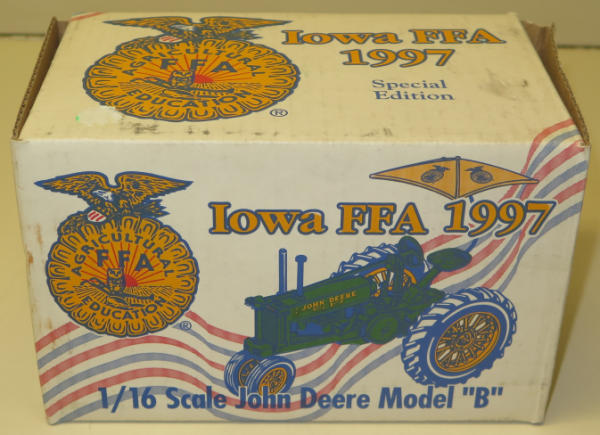 Iowa FFA
1997
Special
Edition
AGRICULTURAL
FFA
EDUCATION
®
Iowa FFA 1997
AGRICULTURAL
FFA
EDUCATION
®
JOHN DEERE
1/16 Scale John Deere Model "B"